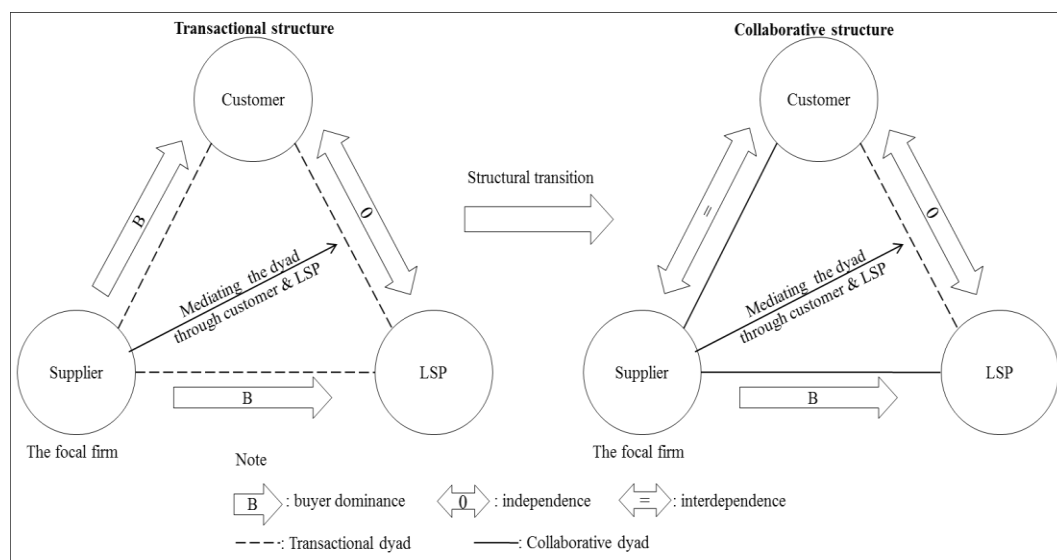 Transactional structure
Collaborative structure
Customer
Customer
B
0
Structural transition
=
0
Mediating the dyad
through customer & LSP
Mediating the dyad
through customer & LSP
Supplier
LSP
Supplier
LSP
B
B
The focal firm
The focal firm
Note
B : buyer dominance
0 : independence
= : interdependence
: Transactional dyad
: Collaborative dyad